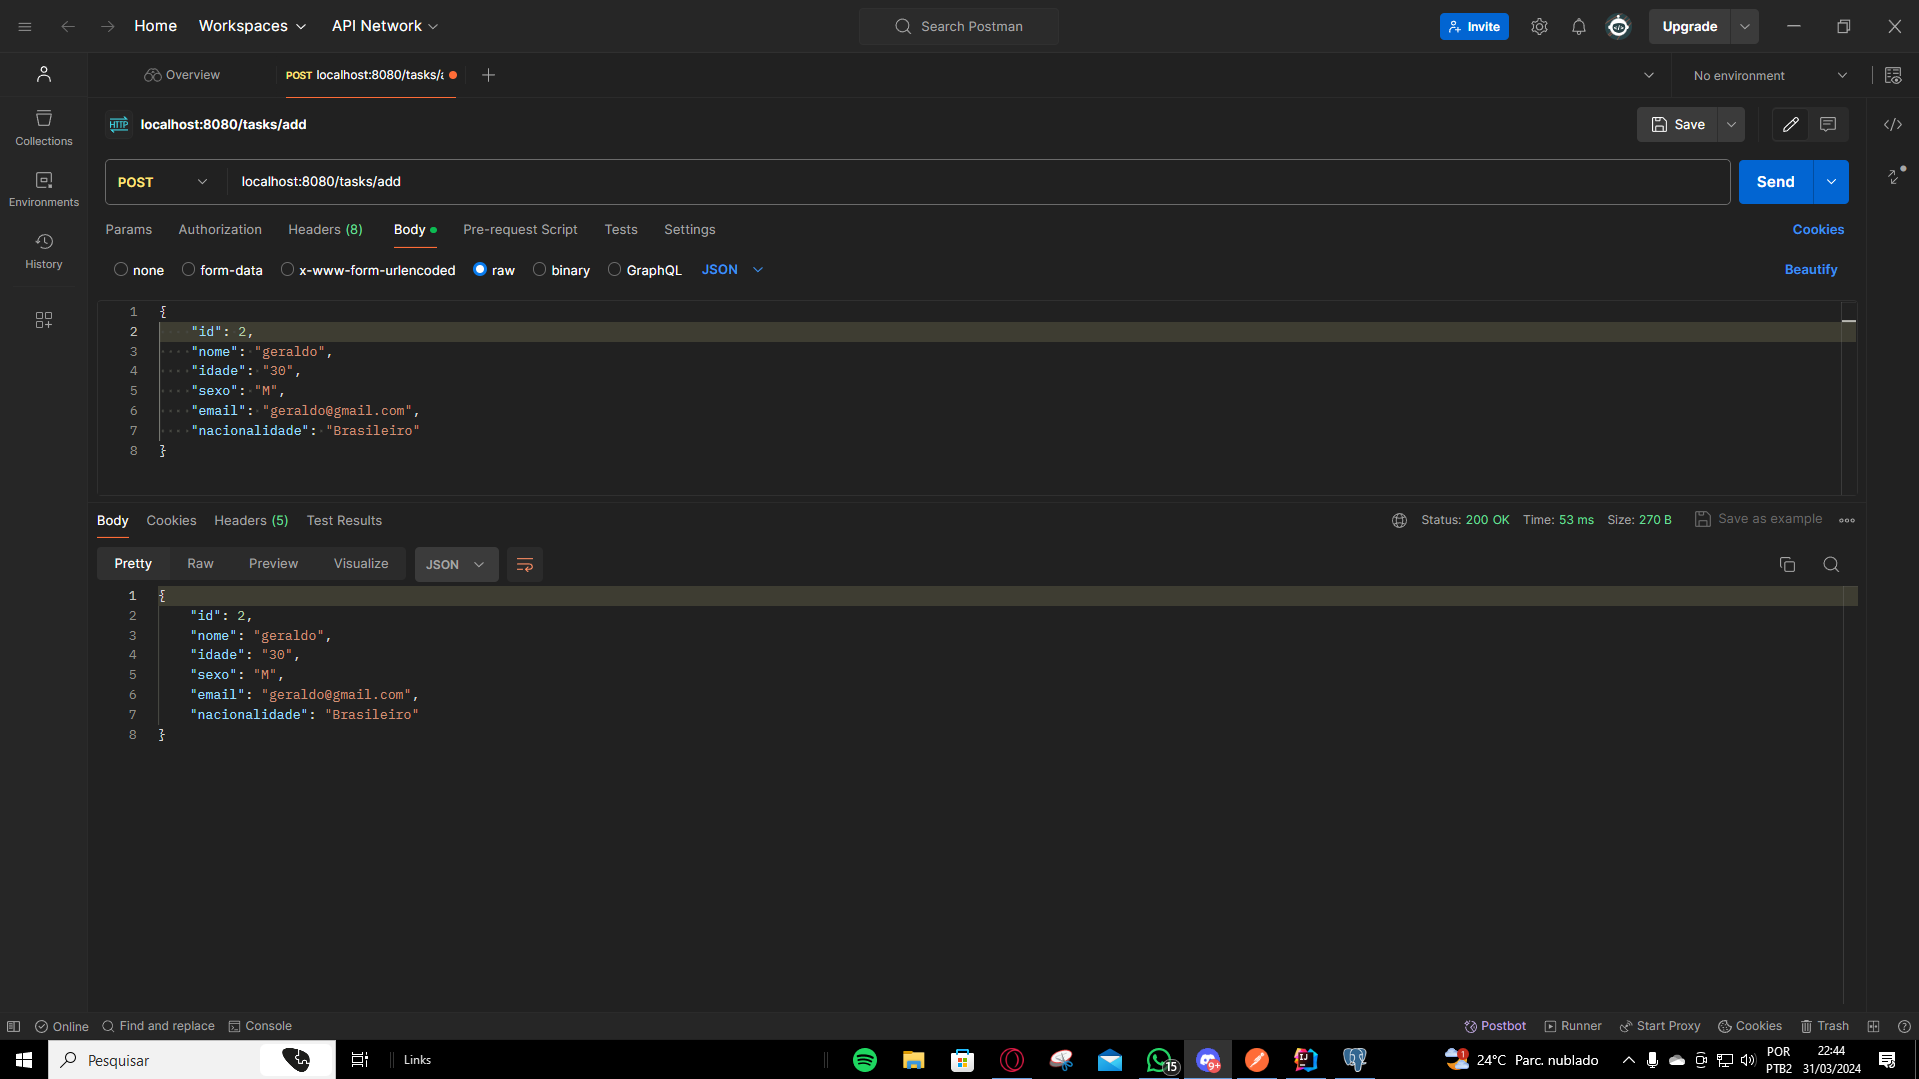 Home Workspaces API Network Search Postman Invite Upgrade
Overview POST localhost:8080/tasks/a No environment
HTTP localhost:8080/tasks/add Save
Collections
POST localhost:8080/tasks/add Send
Environments
Params Authorization Headers (8) Body Pre-request Script Tests Settings Cookies
History
none form-data x-www-form-urlencoded raw binary GraphQL JSON Beautify
1 {
2 "id": 2,
3 "nome": "geraldo",
4 "idade": "30",
5 "sexo": "M",
6 "email": "geraldo@gmail.com",
7 "nacionalidade": "Brasileiro"
8 }
Body Cookies Headers (5) Test Results Status: 200 OK Time: 53 ms Size: 270 B Save as example
Pretty Raw Preview Visualize JSON
1 {
2 "id": 2,
3 "nome": "geraldo",
4 "idade": "30",
5 "sexo": "M",
6 "email": "geraldo@gmail.com",
7 "nacionalidade": "Brasileiro"
8 }
Online Find and replace Console Postbot Runner Start Proxy Cookies Trash
Pesquisar Links 15 9+ IJ 1 24°C Parc. nublado POR 22:44
PTB2 31/03/2024